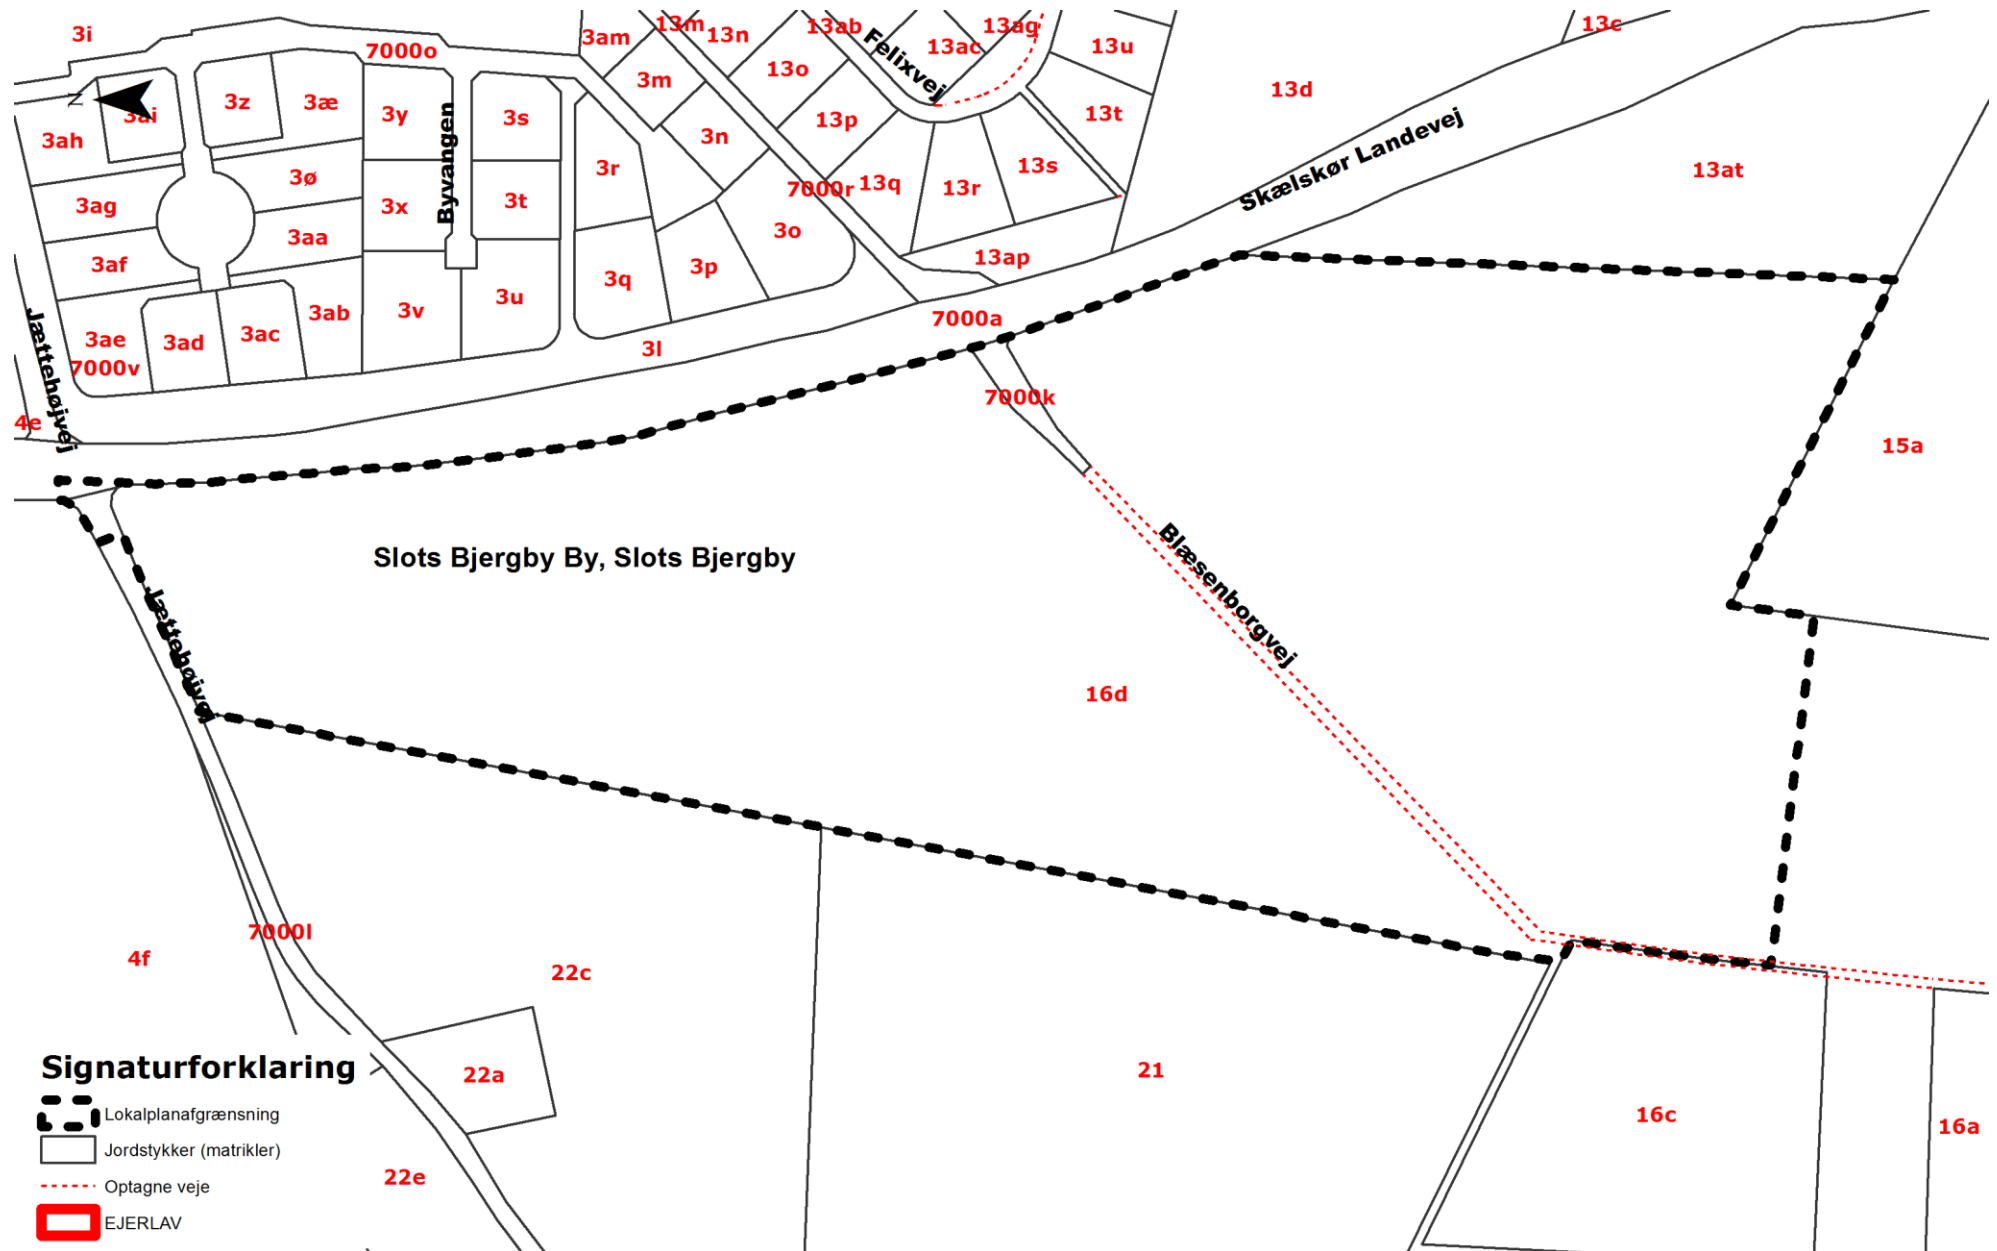 3i
7000o
3am
13m
13n
13ab
Felixvej
13ac
13aq
13u
13c
N
3ai
3z
3æ
3y
Byvangen
3s
3m
13o
13d
3ah
3n
13p
13t
Skælskør Landevej
3ag
3ø
3x
3t
3r
7000r
13q
13r
13s
13at
3af
3aa
3q
3p
3o
13ap
Jættehøjvej
3ae
7000v
3ad
3ac
3ab
3v
3u
3l
7000a
4e
7000k
15a
Slots Bjergby By, Slots Bjergby
Blæsenborgvej
Jættehøjvej
16d
4f
7000l
22c
22a
21
16c
16a
22e
Signaturforklaring
Lokalplanafgrænsning
Jordstykker (matrikler)
Optagne veje
EJERLAV